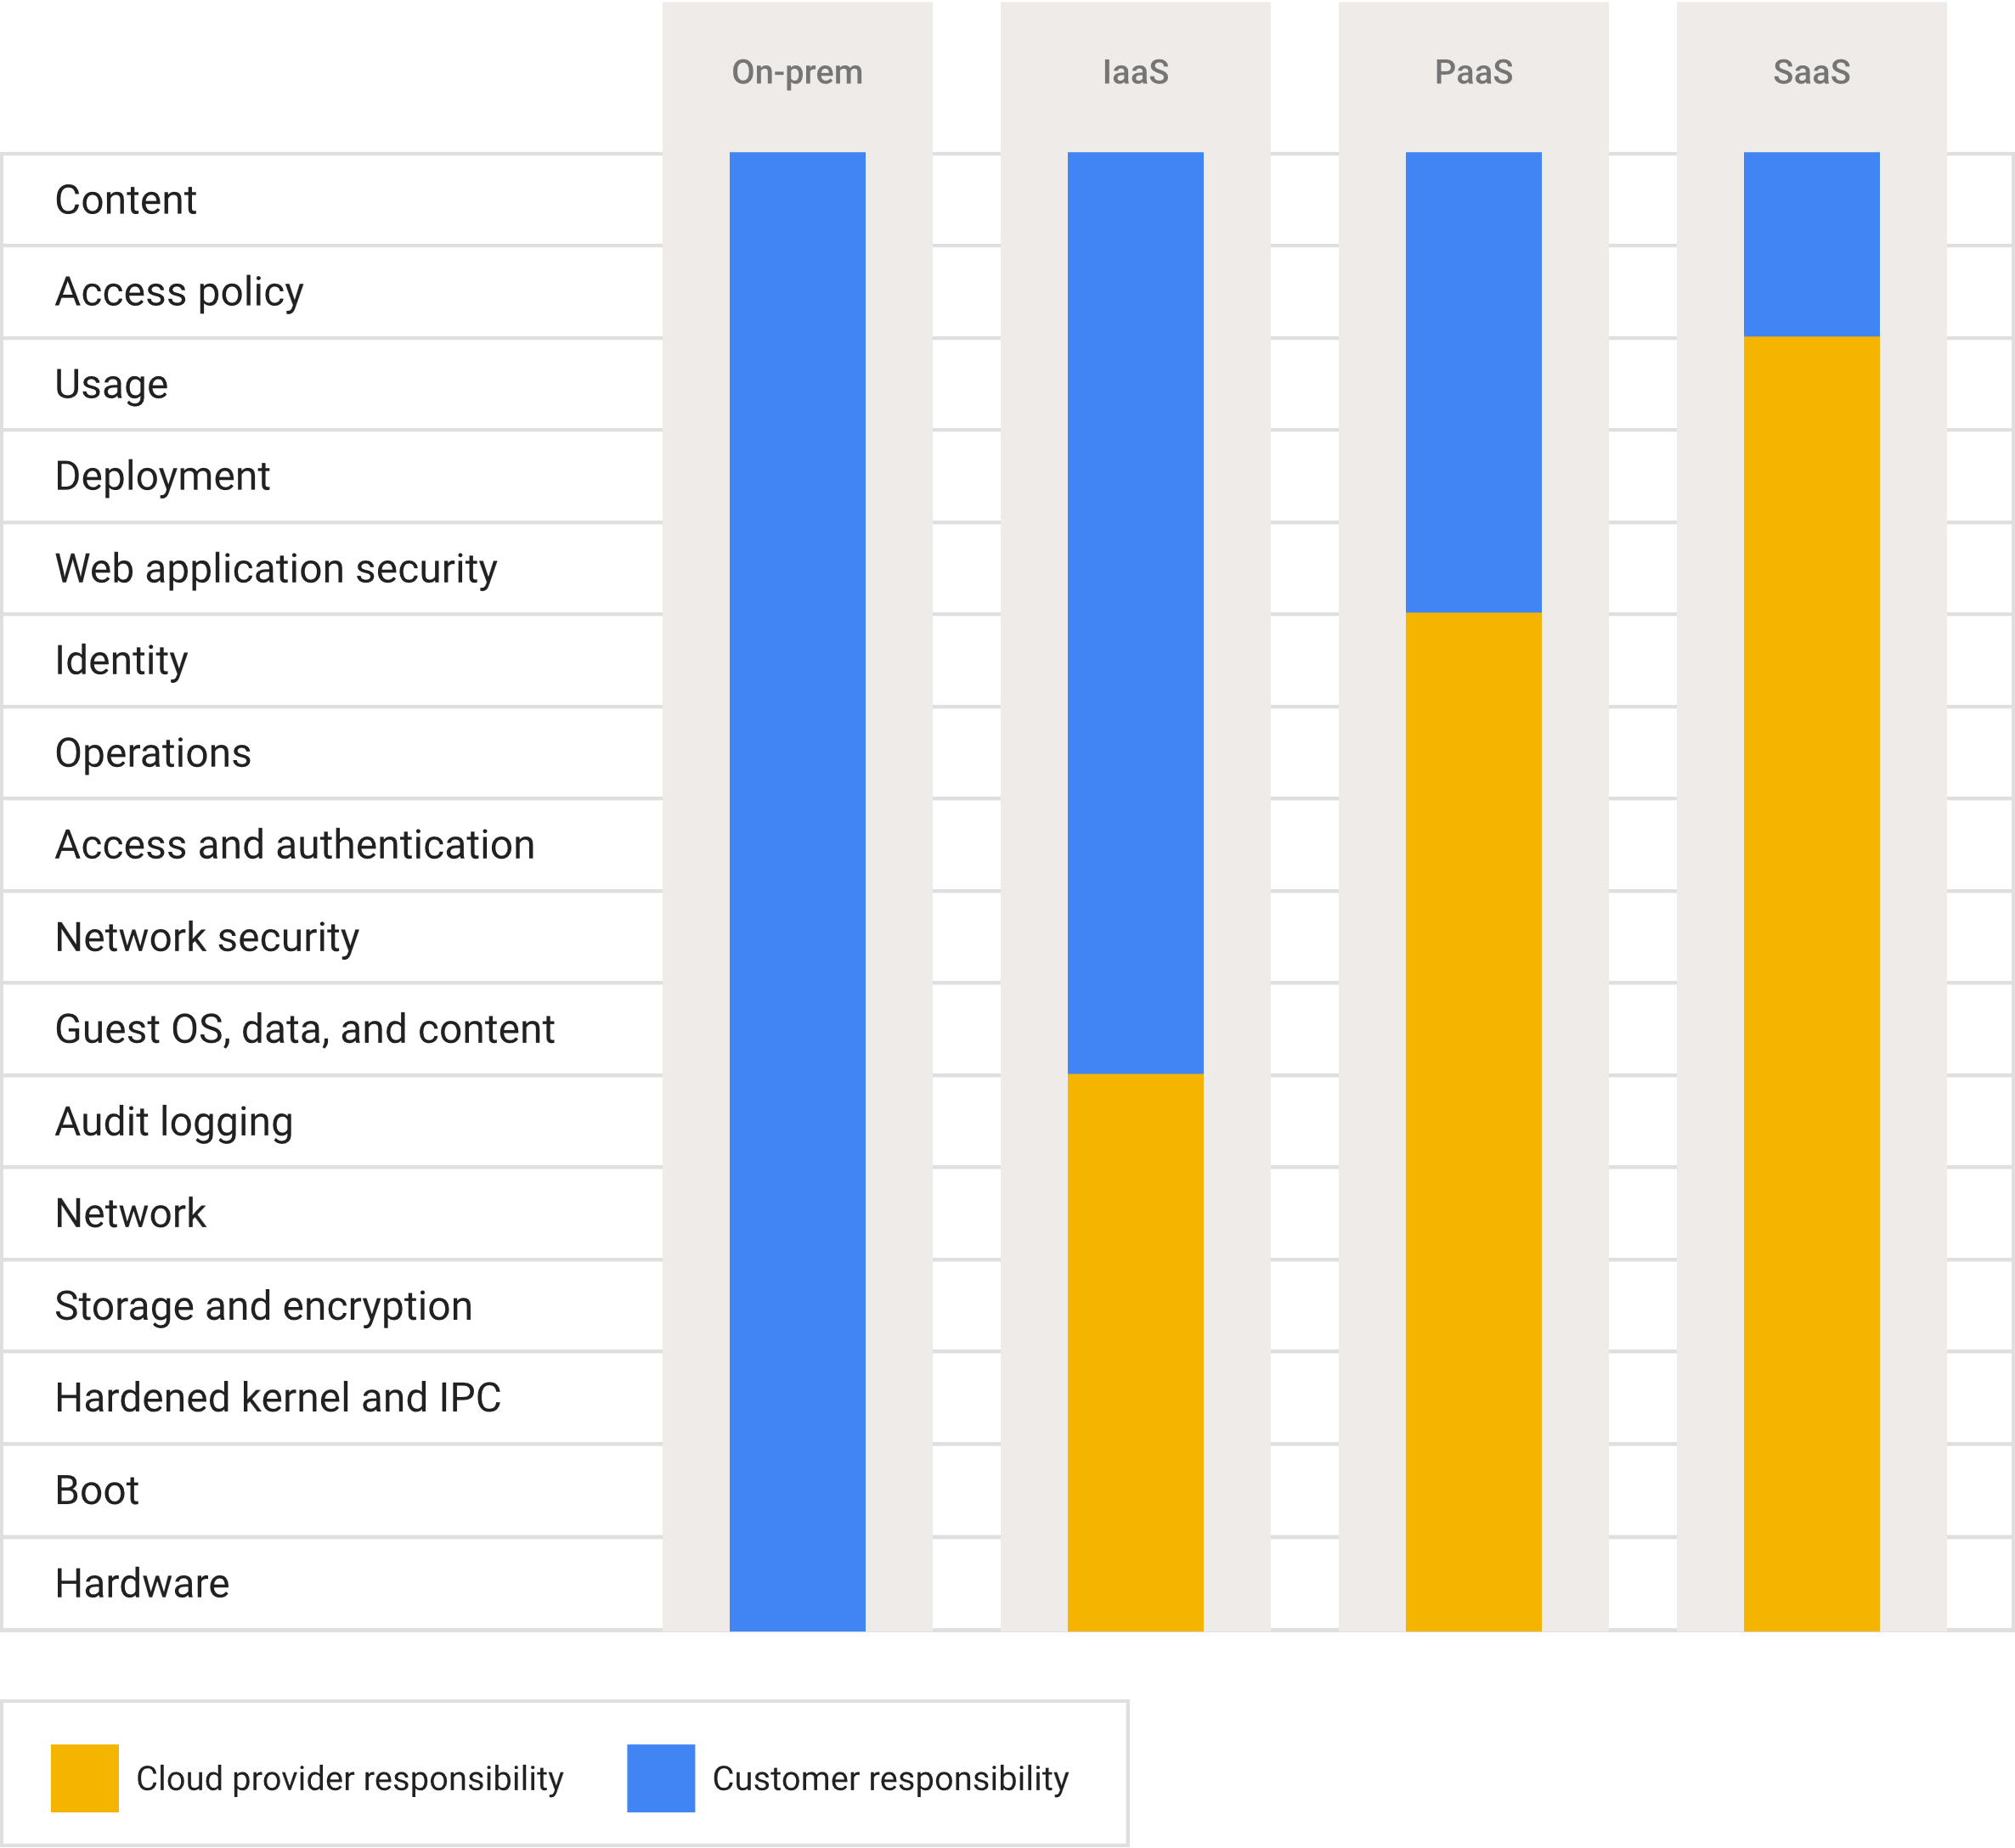 On-prem IaaS PaaS SaaS
Content
Access policy
Usage
Deployment
Web application security
Identity
Operations
Access and authentication
Network security
Guest OS, data, and content
Audit logging
Network
Storage and encryption
Hardened kernel and IPC
Boot
Hardware
Cloud provider responsibility Customer responsibility